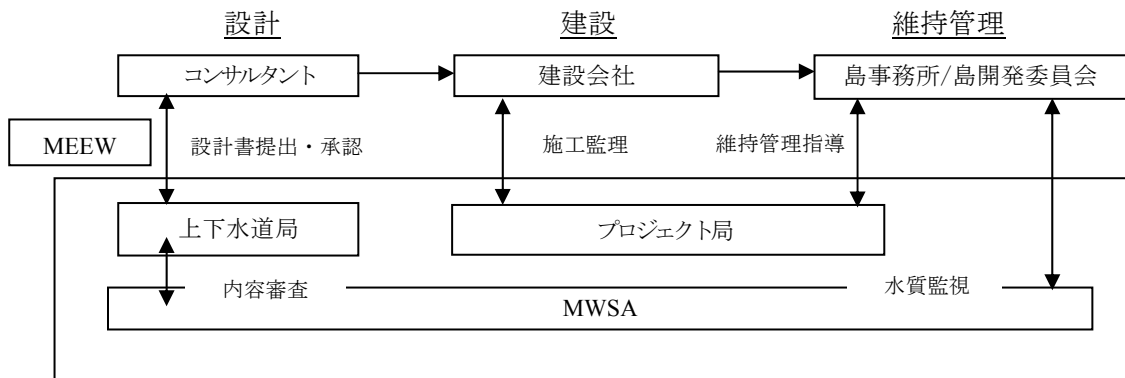 設計 建設 維持管理
コンサルタント 建設会社 島事務所/島開発委員会
MEEW 設計書提出・承認 施工監理 維持管理指導
上下水道局 プロジェクト局
内容審査 水質監視
MWSA